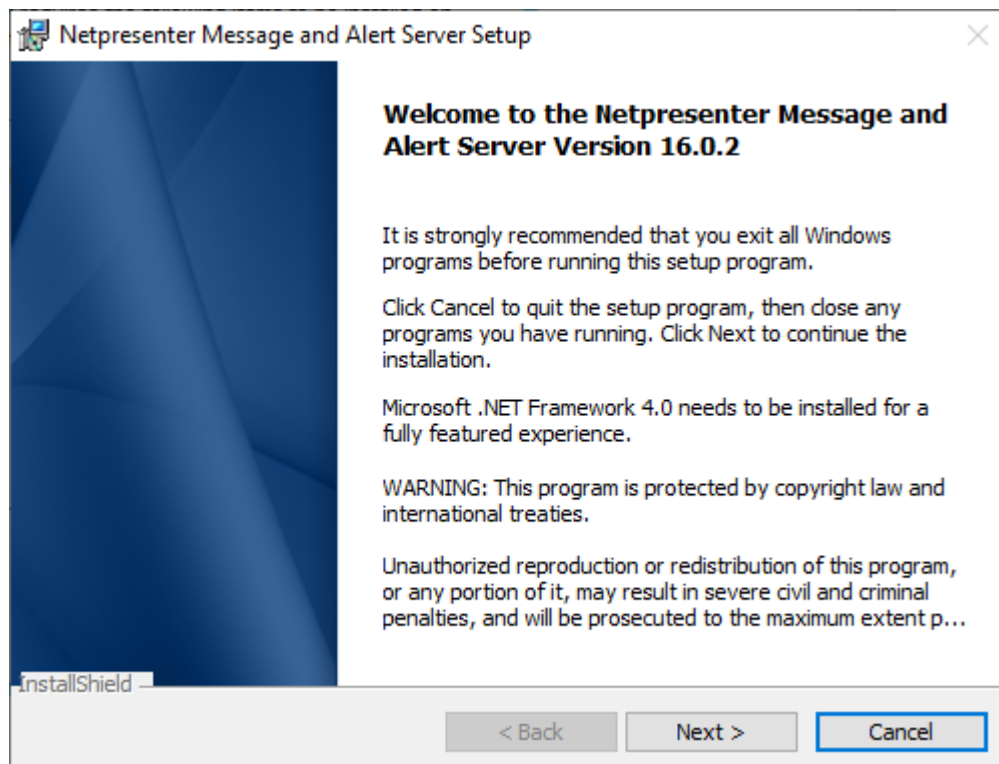 Netpresenter Message and Alert Server Setup
Welcome to the Netpresenter Message and
Alert Server Version 16.0.2
It is strongly recommended that you exit all Windows
programs before running this setup program.
Click Cancel to quit the setup program, then close any
programs you have running. Click Next to continue the
installation.
Microsoft .NET Framework 4.0 needs to be installed for a
fully featured experience.
WARNING: This program is protected by copyright law and
international treaties.
Unauthorized reproduction or redistribution of this program,
or any portion of it, may result in severe civil and criminal
penalties, and will be prosecuted to the maximum extent p...
InstallShield
< Back Next > Cancel